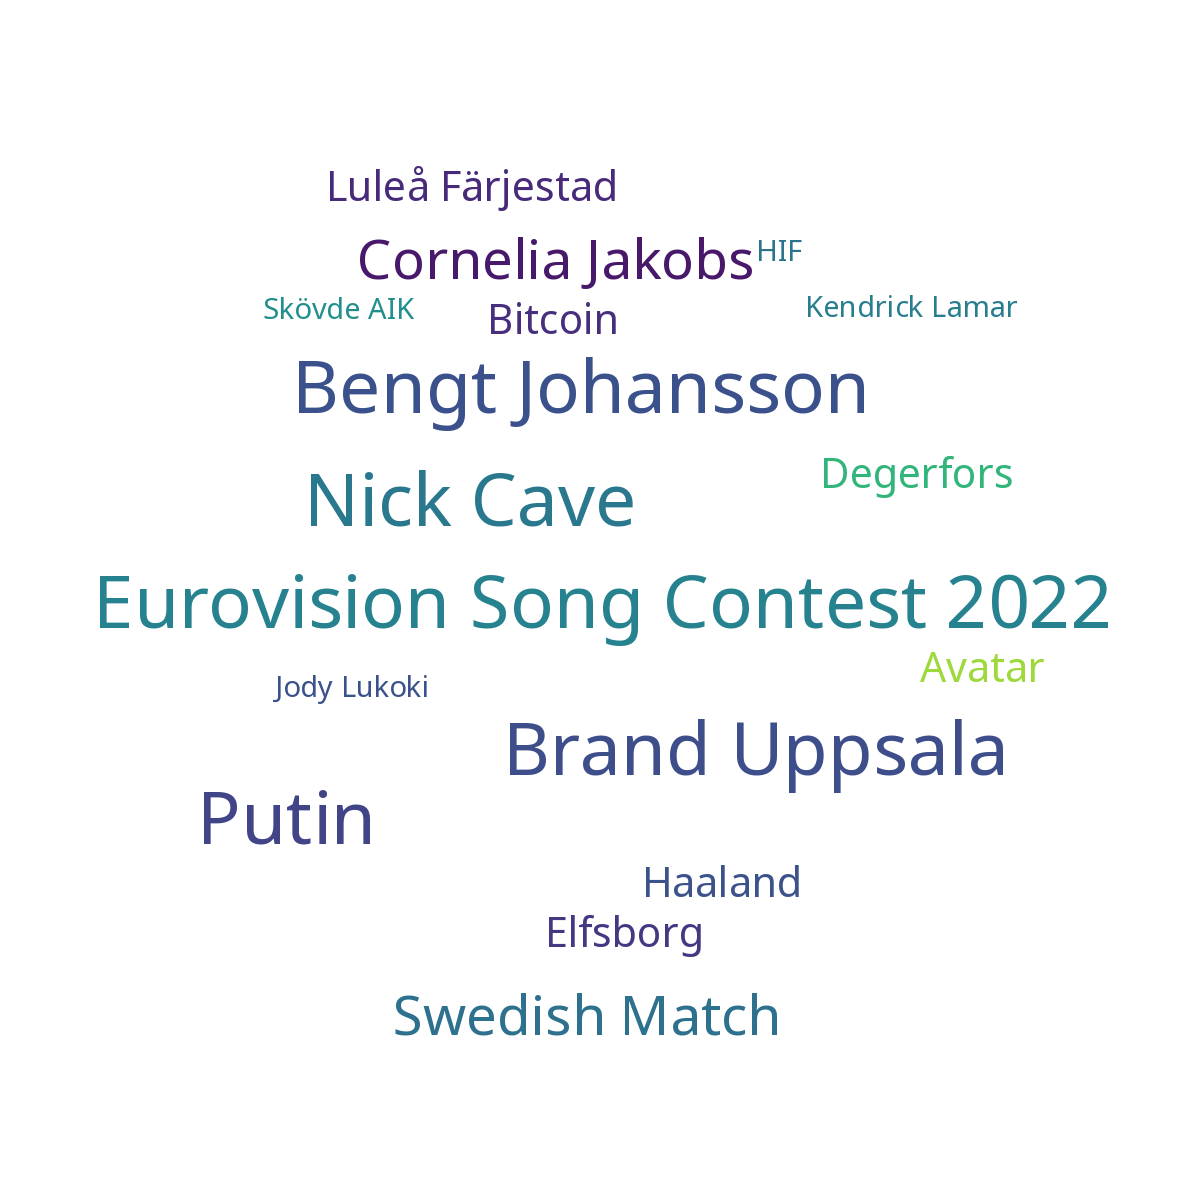 Luleå Färjestad
Cornelia Jakobs
HIF
Skövde AIK
Bitcoin
Kendrick Lamar
Bengt Johansson
Nick Cave
Degerfors
Eurovision Song Contest 2022
Avatar
Jody Lukoki
Brand Uppsala
Putin
Haaland
Elfsborg
Swedish Match